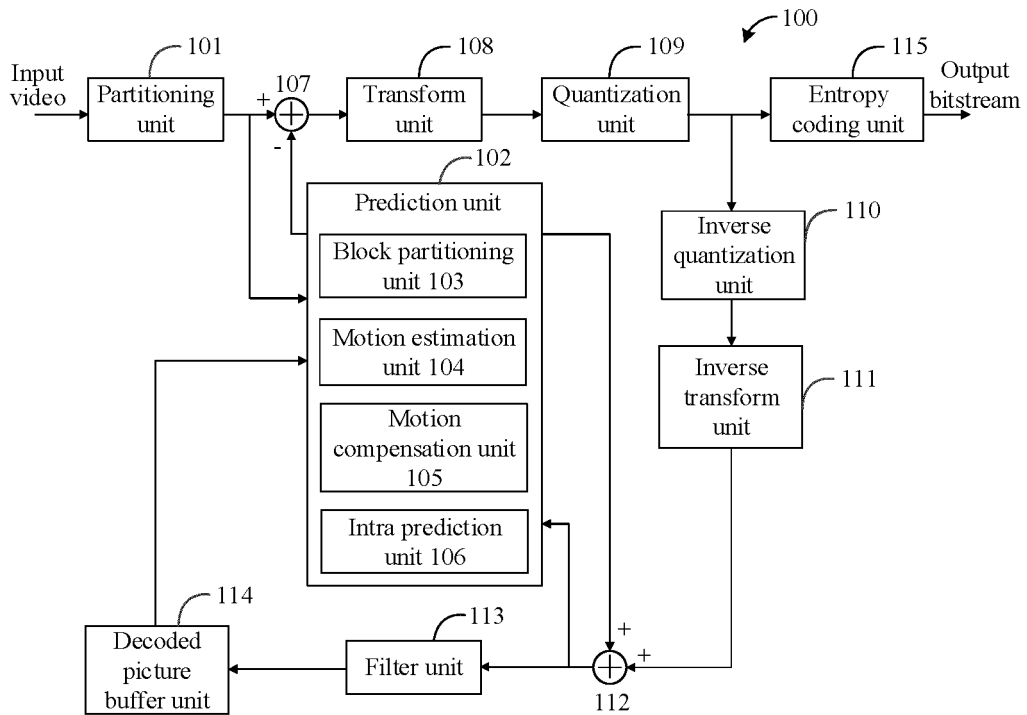 100
101
108
109
115
Input
video
Partitioning
unit
+
107
-
Transform
unit
Quantization
unit
Entropy
coding unit
Output
bitstream
102
Prediction unit
Block partitioning
unit 103
Motion estimation
unit 104
Motion
compensation unit
105
Intra prediction
unit 106
110
Inverse
quantization
unit
111
Inverse
transform
unit
114
Decoded
picture
buffer unit
113
Filter unit
+
+
112